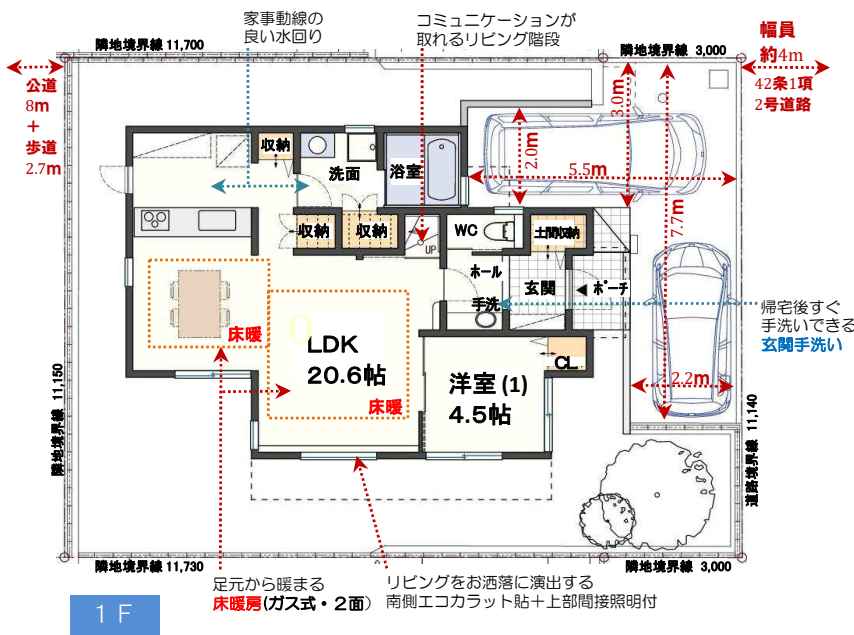 家事動線の
良い水回り
コミュニケーションが
取れるリビング階段
隣地境界線 11,700
隣地境界線 3,000
幅員
約4m
42条1項
2号道路
公道
8m
+
歩道
2.7m
3.0m
2.0m
5.5m
7.7m
2.2m
収納
洗面
浴室
収納
収納
UP
WC
土間収納
ホール
手洗
玄関
ポーチ
帰宅後すぐ
手洗いできる
玄関手洗い
床暖
LDK
20.6帖
床暖
洋室(1)
4.5帖
CL
隣地境界線 11,150
道路境界線 11,140
隣地境界線 11,730
隣地境界線 3,000
足元から暖まる
床暖房(ガス式・2面)
リビングをお洒落に演出する
南側エコカラット貼+上部間接照明付
1F